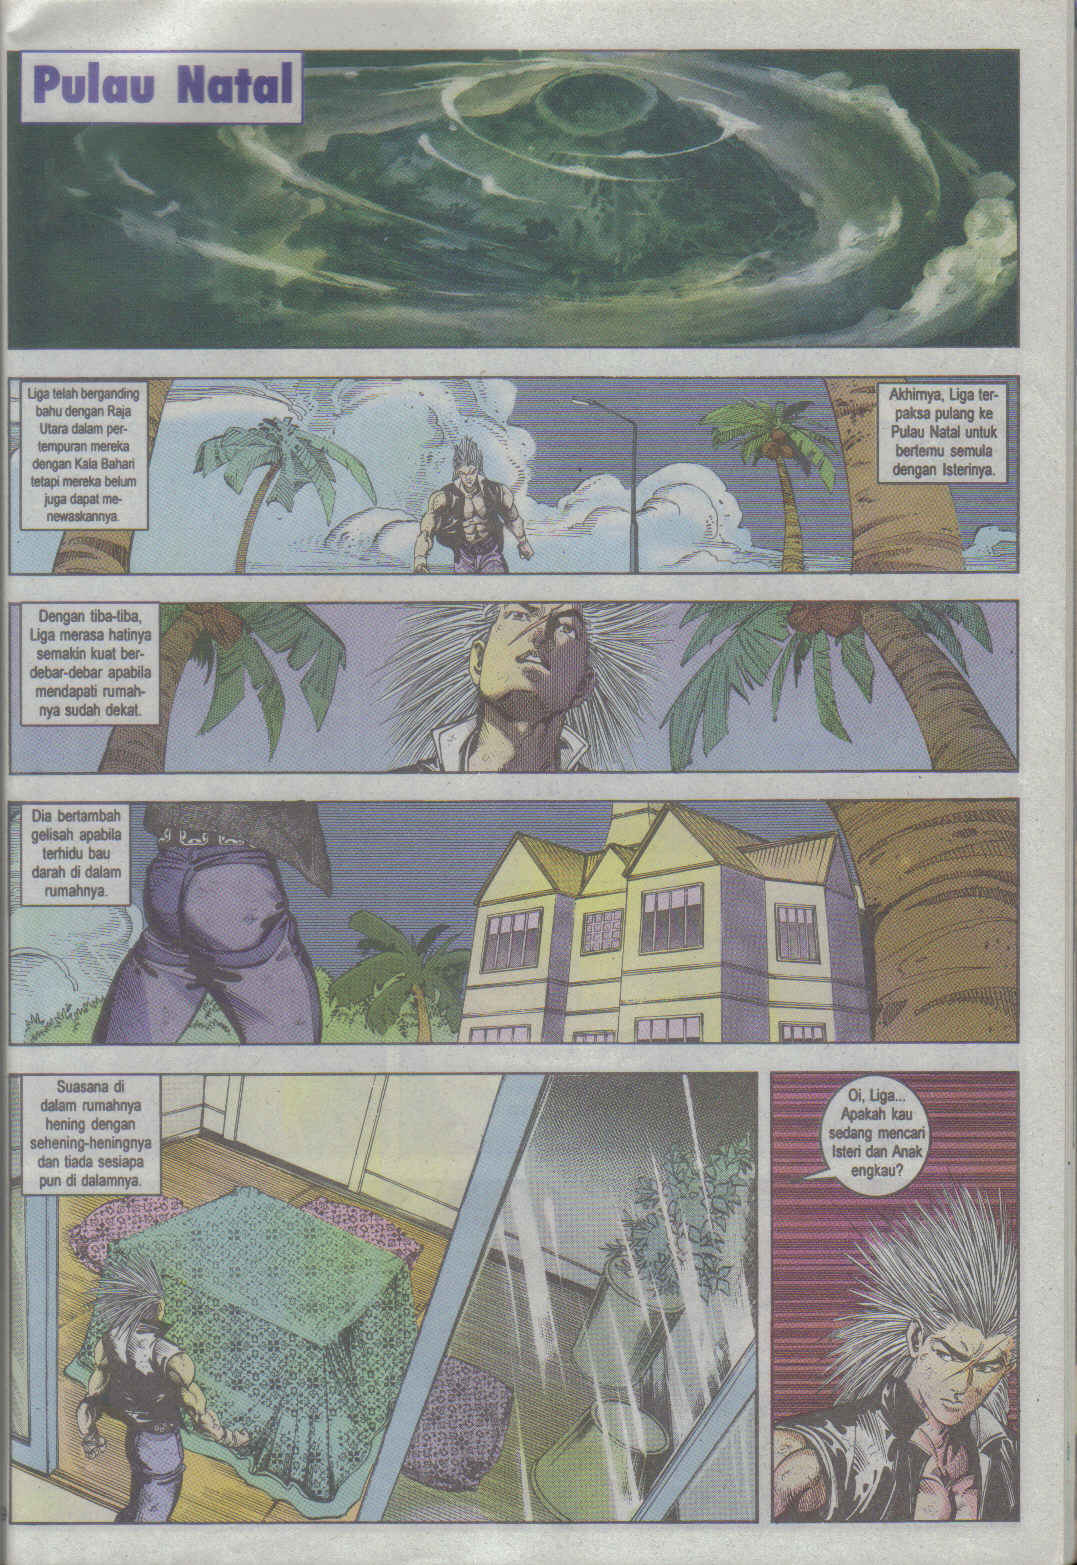 Pulau Natal
Liga telah berganding
bahu dengan Raja
Utara dalam per-
tempuran mereka
dengan Kala Bahari
tetapi mereka belum
juga dapat me-
newaskannya.
Akhirnya, Liga ter-
paksa pulang ke
Pulau Natal untuk
bertemu semula
dengan Isterinya.
Dengan tiba-tiba,
Liga merasa hatinya
semakin kuat ber-
debar-debar apabila
mendapati rumah-
nya sudah dekat.
Dia bertambah
gelisah apabila
terhidu bau
darah di dalam
rumahnya.
Suasana di
dalam rumahnya
hening dengan
sehening-heningnya
dan tiada sesiapa
pun di dalamnya.
Oi, Liga...
Apakah kau
sedang mencari
Isteri dan Anak
engkau?